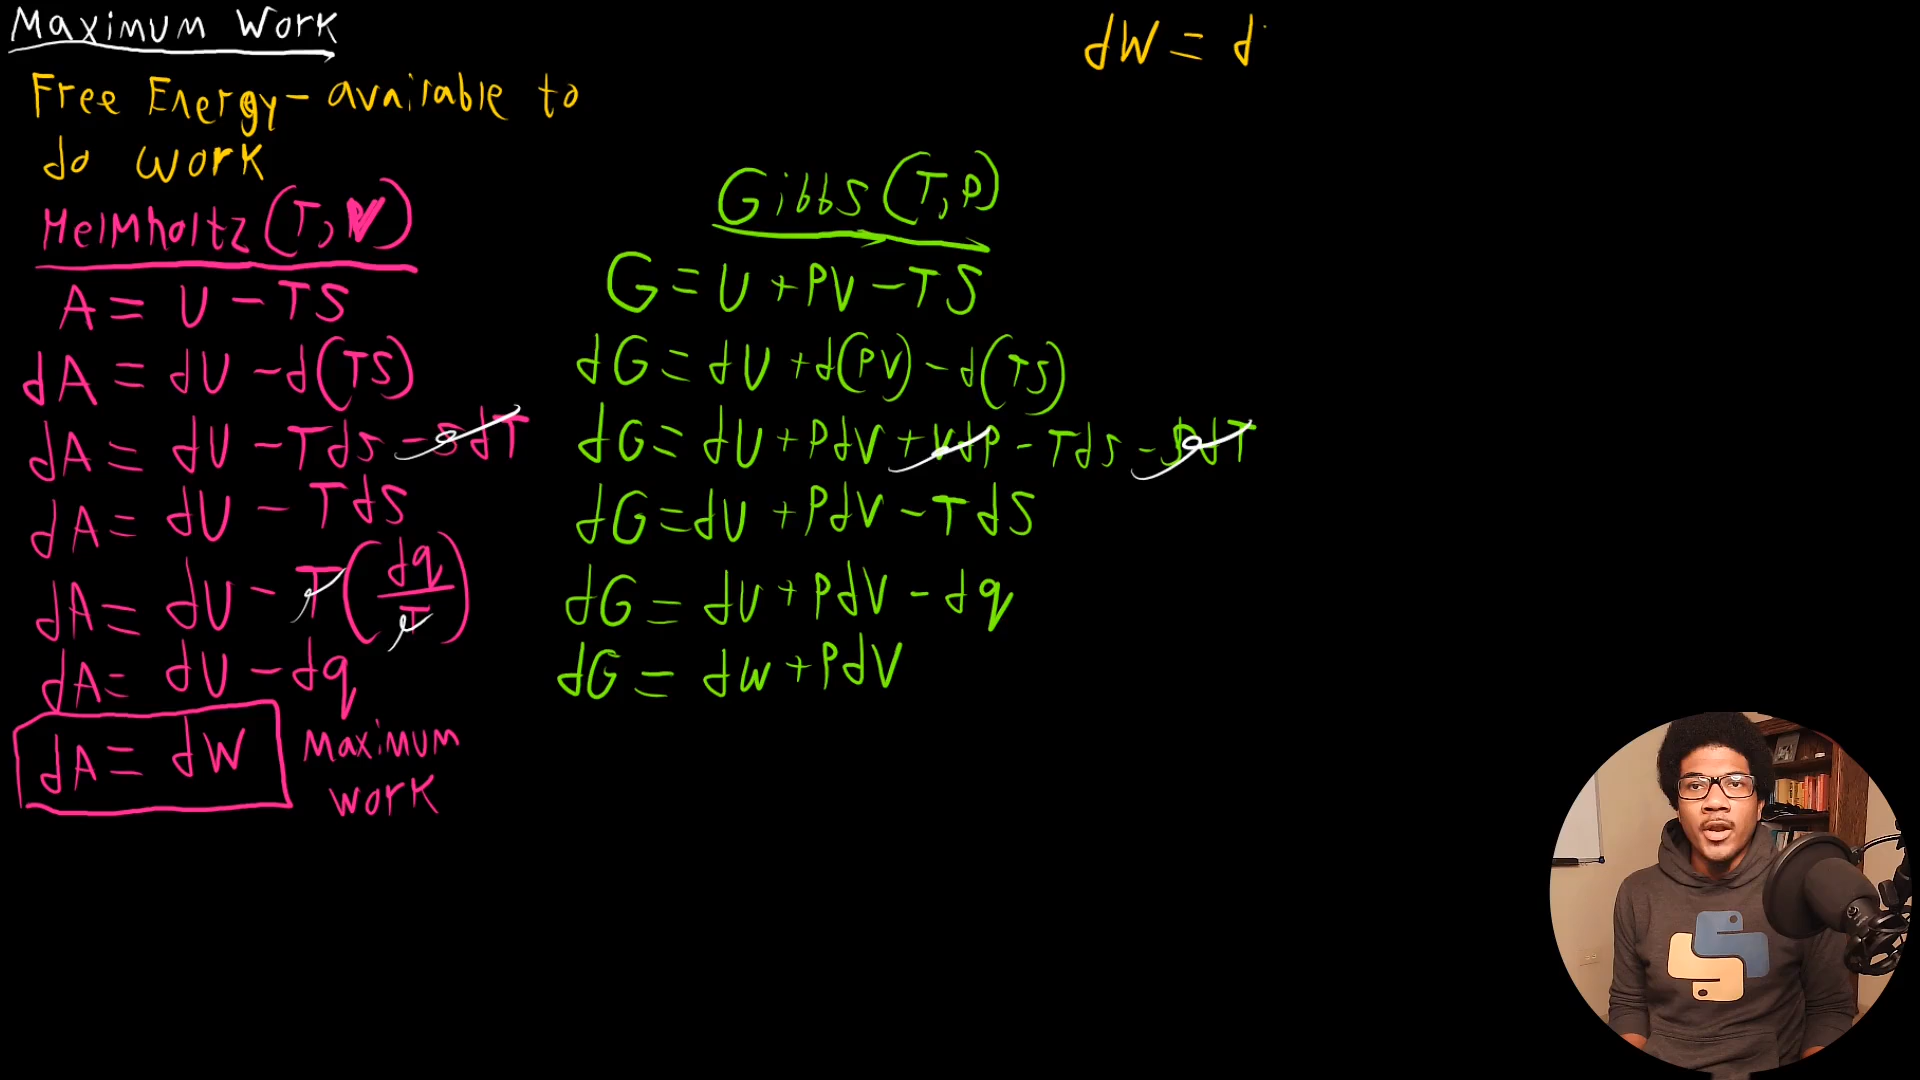 Maximum Work
Free Energy - available to
do work
Helmholtz (T, V)
A = U - TS
dA = dU - d(TS)
dA = dU - TdS - SdT
dA = dU - TdS
dA = dU - T(dq/T)
dA = dU - dq
dA = dW
Maximum
work
Gibbs (T, P)
G = U + PV - TS
dG = dU + d(PV) - d(TS)
dG = dU + PdV + VdP - TdS - SdT
dG = dU + PdV - TdS
dG = dU + PdV - dq
dG = dW + PdV
dW = d